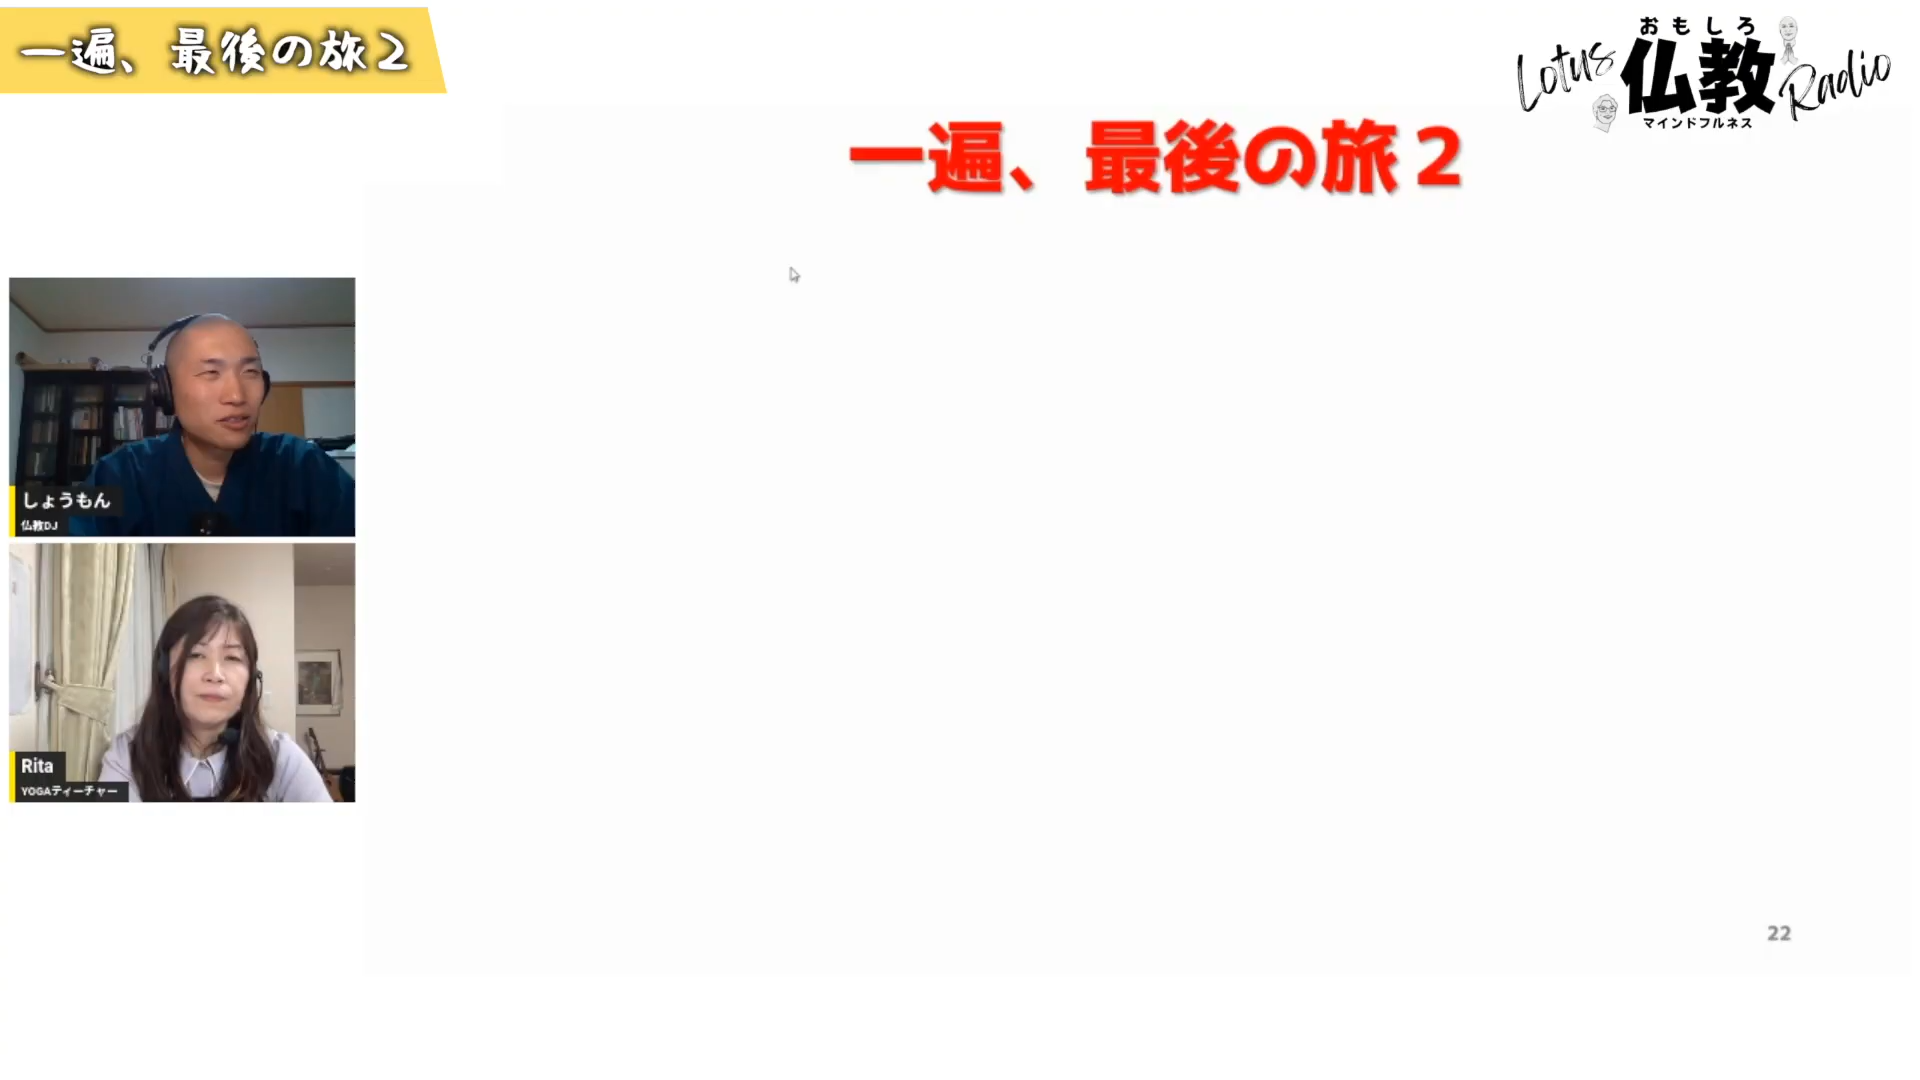 一遍、最後の旅２
おもしろ
Lotus 仏教 Radio
マインドフルネス
一遍、最後の旅２
しょうもん
仏教DJ
Rita
YOGAティーチャー
22